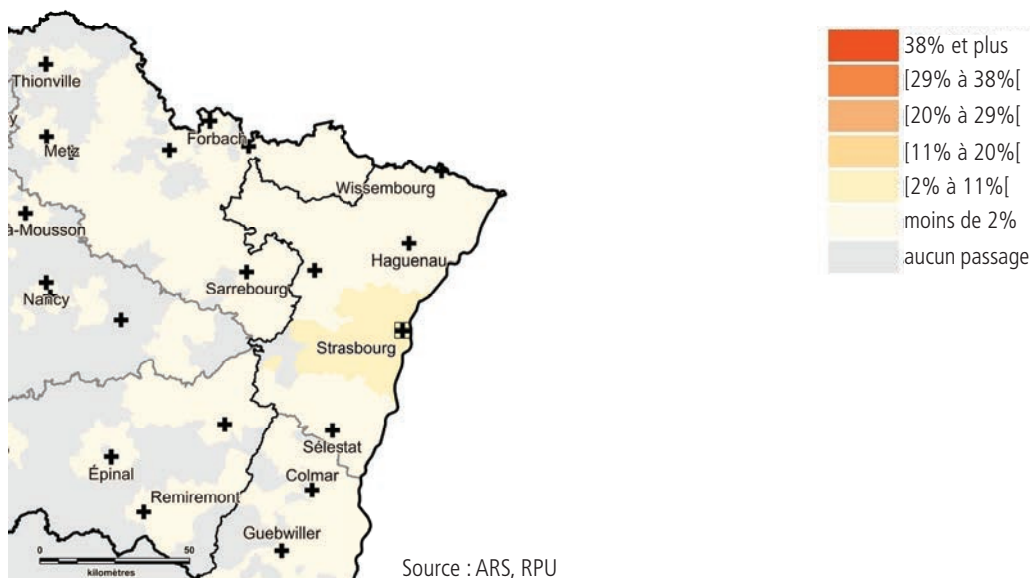 38% et plus
[29% à 38%[
[20% à 29%[
[11% à 20%[
[2% à 11%[
moins de 2%
aucun passage
Thionville
y
Forbach
Metz
Wissembourg
à-Mousson
Haguenau
Sarrebourg
Nancy
Strasbourg
Sélestat
Épinal
Colmar
Remiremont
Guebwiller
0 50
kilomètres
Source : ARS, RPU